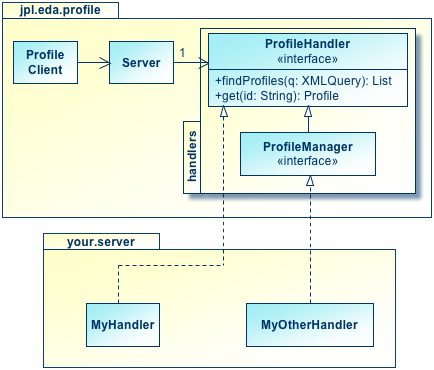 jpl.eda.profile
Profile
Client
Server
1
ProfileHandler
«interface»
+findProfiles(q: XMLQuery): List
+get(id: String): Profile
handlers
ProfileManager
«interface»
your.server
MyHandler
MyOtherHandler